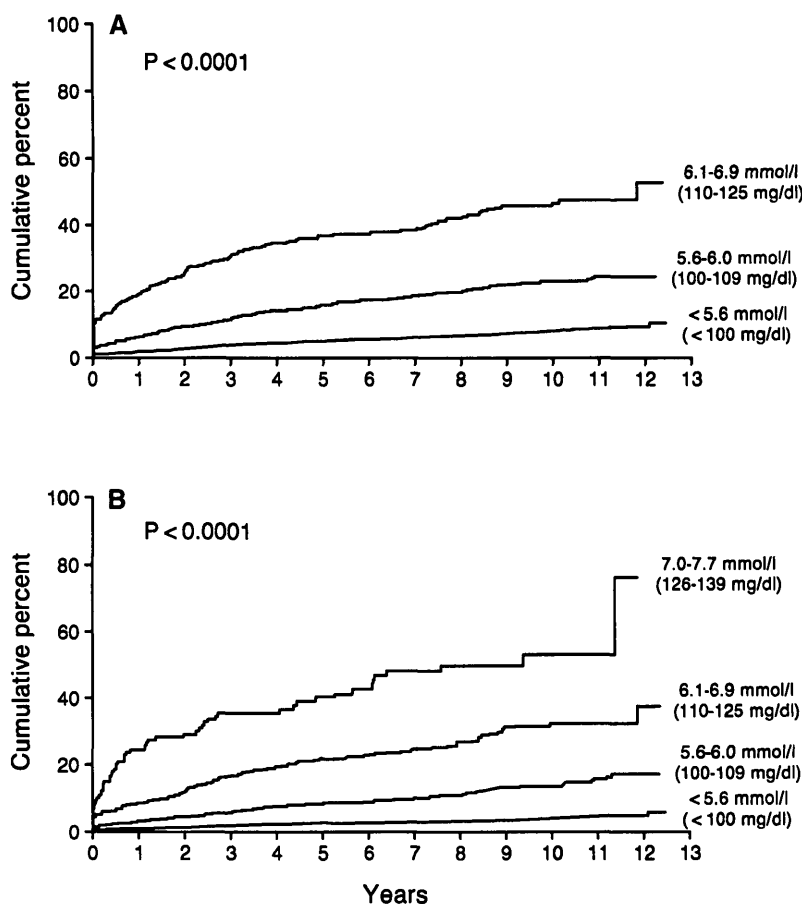 A
P < 0.0001
Cumulative percent
100
80
60
40
20
0
6.1-6.9 mmol/l
(110-125 mg/dl)
5.6-6.0 mmol/l
(100-109 mg/dl)
< 5.6 mmol/l
(< 100 mg/dl)
0 1 2 3 4 5 6 7 8 9 10 11 12 13
B
P < 0.0001
Cumulative percent
100
80
60
40
20
0
7.0-7.7 mmol/l
(126-139 mg/dl)
6.1-6.9 mmol/l
(110-125 mg/dl)
5.6-6.0 mmol/l
(100-109 mg/dl)
< 5.6 mmol/l
(< 100 mg/dl)
0 1 2 3 4 5 6 7 8 9 10 11 12 13
Years